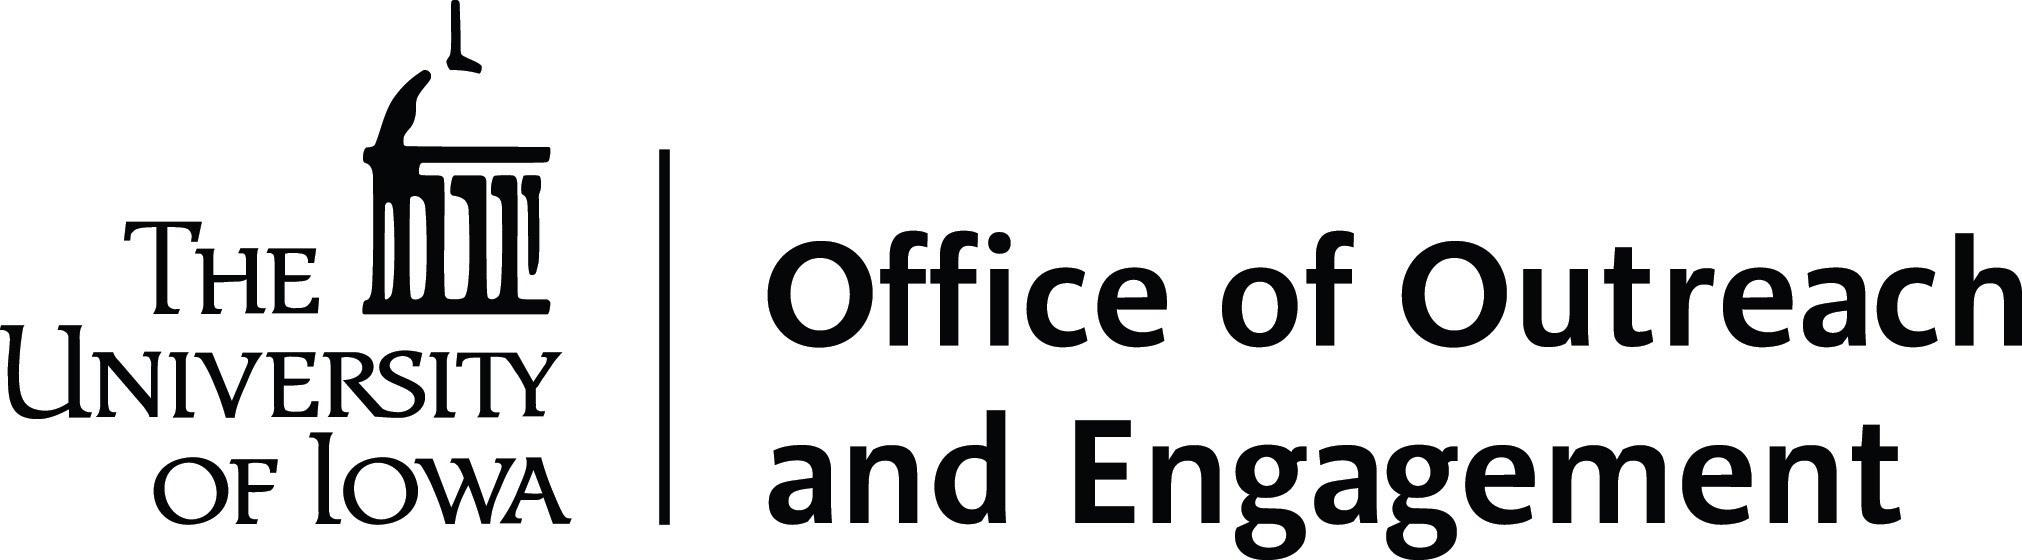 THE
UNIVERSITY
OF IOWA
Office of Outreach
and Engagement